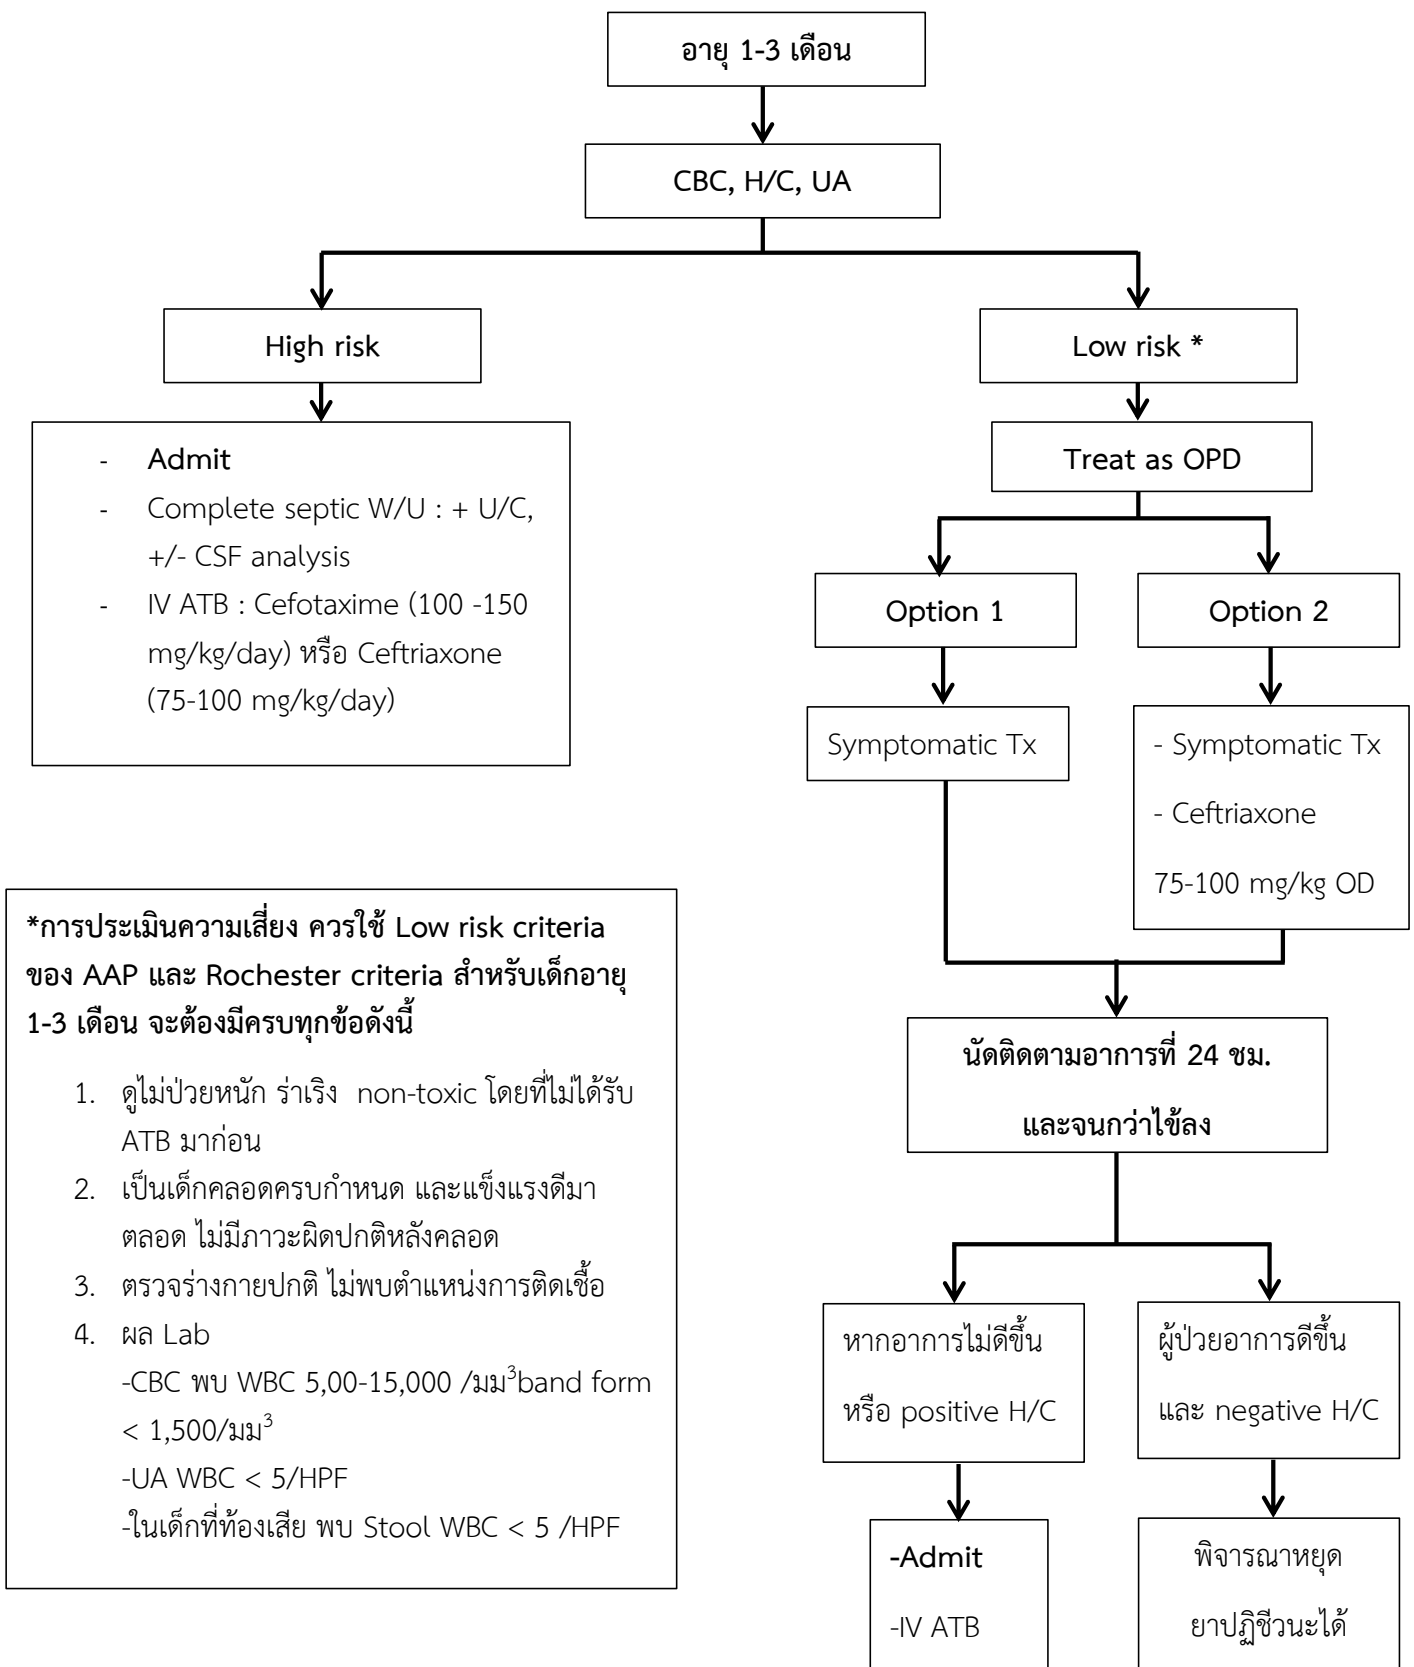 อายุ 1-3 เดือน
CBC, H/C, UA
High risk
Low risk *
- Admit
- Complete septic W/U : + U/C,
+/- CSF analysis
- IV ATB : Cefotaxime (100 -150
mg/kg/day) หรือ Ceftriaxone
(75-100 mg/kg/day)
Treat as OPD
Option 1
Option 2
Symptomatic Tx
- Symptomatic Tx
- Ceftriaxone
75-100 mg/kg OD
*การประเมินความเสี่ยง ควรใช้ Low risk criteria
ของ AAP และ Rochester criteria สำหรับเด็กอายุ
1-3 เดือน จะต้องมีครบทุกข้อดังนี้
1. ดูไม่ป่วยหนัก ร่าเริง non-toxic โดยที่ไม่ได้รับ
ATB มาก่อน
2. เป็นเด็กคลอดครบกำหนด และแข็งแรงดีมา
ตลอด ไม่มีภาวะผิดปกติหลังคลอด
3. ตรวจร่างกายปกติ ไม่พบตำแหน่งการติดเชื้อ
4. ผล Lab
-CBC พบ WBC 5,00-15,000 /มม³band form
< 1,500/มม³
-UA WBC < 5/HPF
-ในเด็กที่ท้องเสีย พบ Stool WBC < 5 /HPF
นัดติดตามอาการที่ 24 ชม.
และจนกว่าไข้ลง
หากอาการไม่ดีขึ้น
หรือ positive H/C
ผู้ป่วยอาการดีขึ้น
และ negative H/C
-Admit
-IV ATB
พิจารณาหยุด
ยาปฏิชีวนะได้